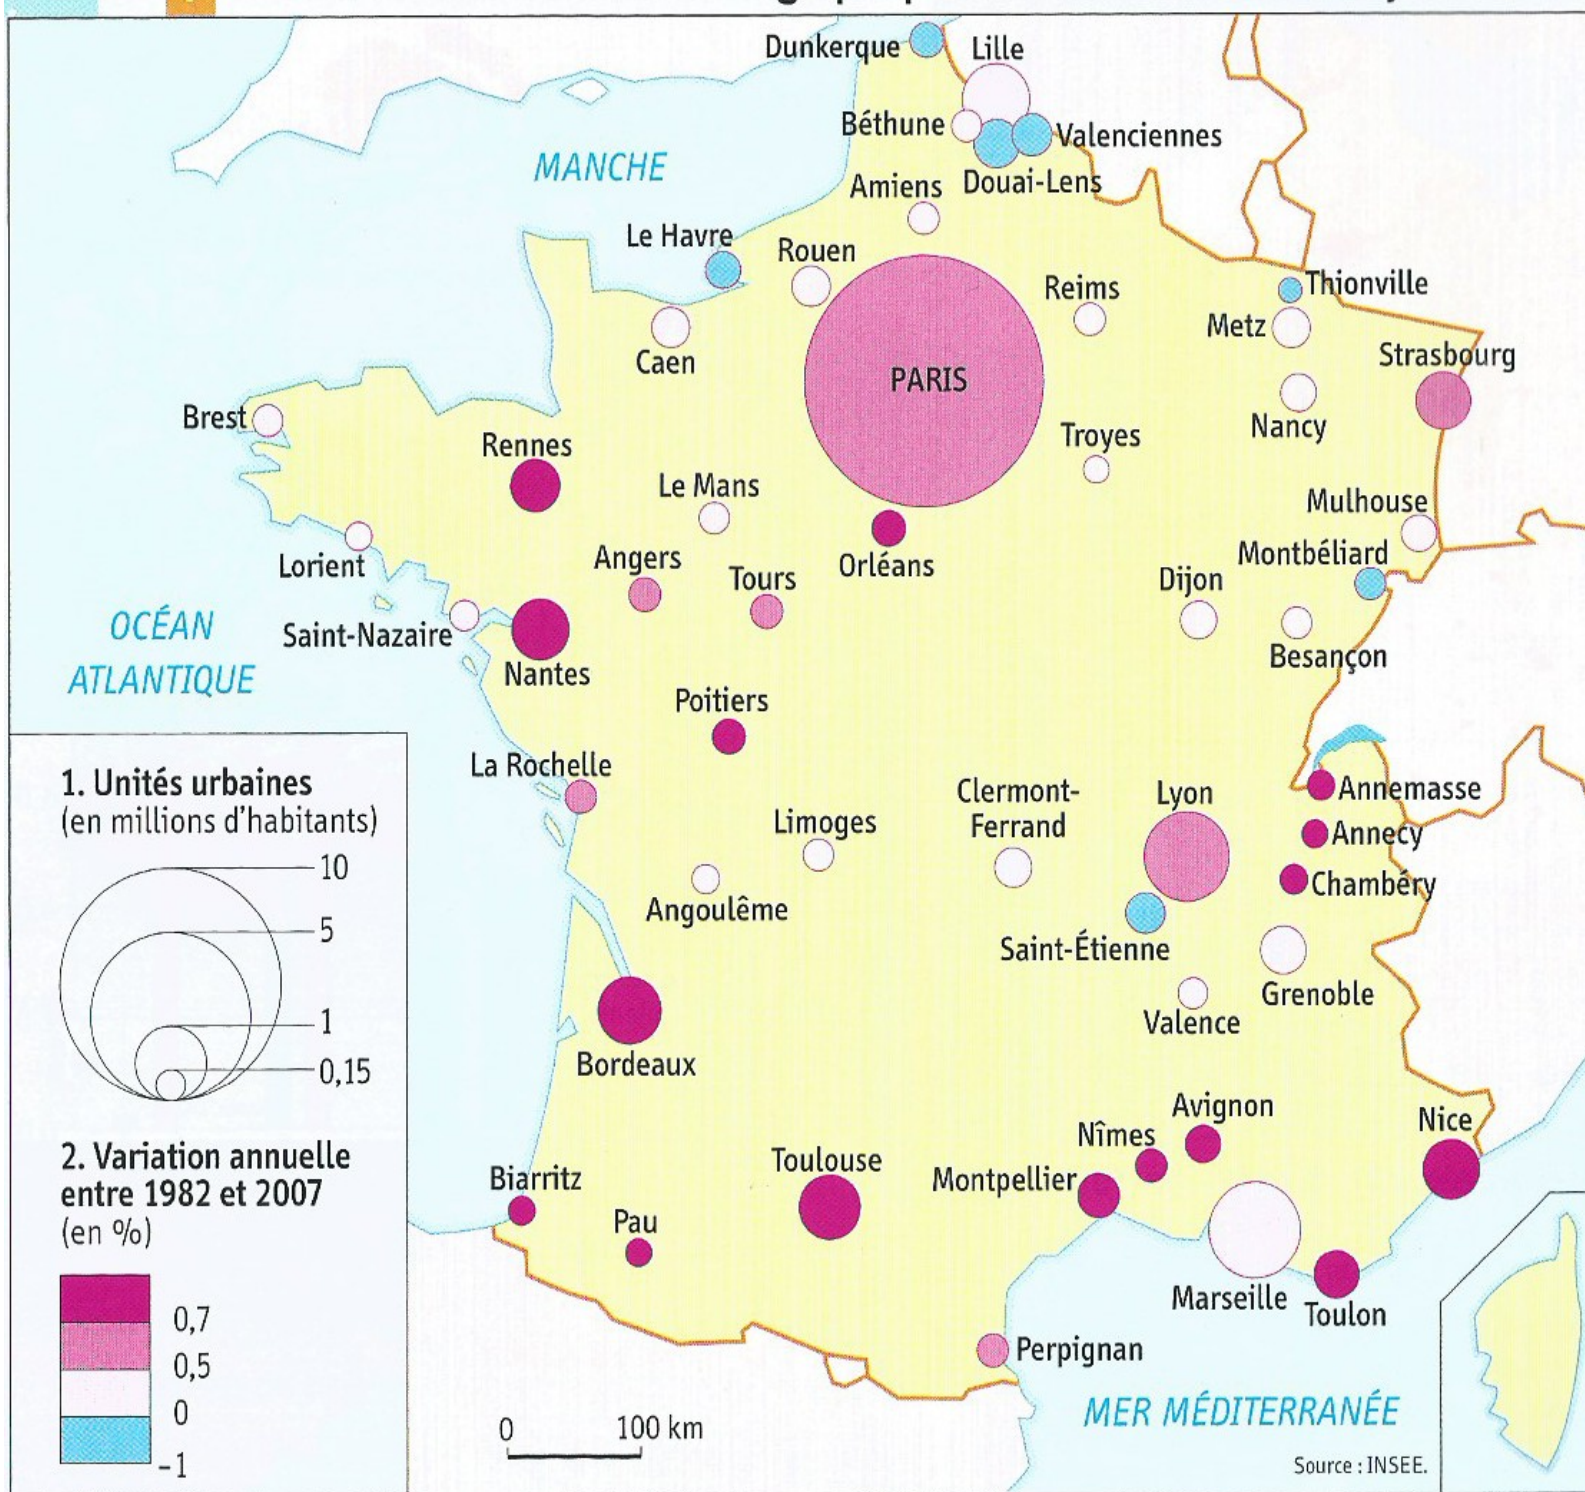 Dunkerque
Lille
Béthune
Valenciennes
MANCHE
Amiens
Douai-Lens
Le Havre
Rouen
Reims
Thionville
Metz
Caen
Strasbourg
PARIS
Brest
Nancy
Rennes
Troyes
Le Mans
Mulhouse
Lorient
Angers
Orléans
Montbéliard
Tours
Dijon
OCÉAN
ATLANTIQUE
Saint-Nazaire
Besançon
Nantes
Poitiers
La Rochelle
Annemasse
Clermont-
Ferrand
Lyon
Limoges
Annecy
Chambéry
Angoulême
Saint-Étienne
Grenoble
Valence
Bordeaux
Avignon
Nîmes
Nice
Toulouse
Montpellier
Biarritz
Pau
Marseille
Toulon
Perpignan
MER MÉDITERRANÉE
1. Unités urbaines
(en millions d'habitants)
10
5
1
0,15
2. Variation annuelle
entre 1982 et 2007
(en %)
0,7
0,5
0
-1
0 100 km
Source : INSEE.